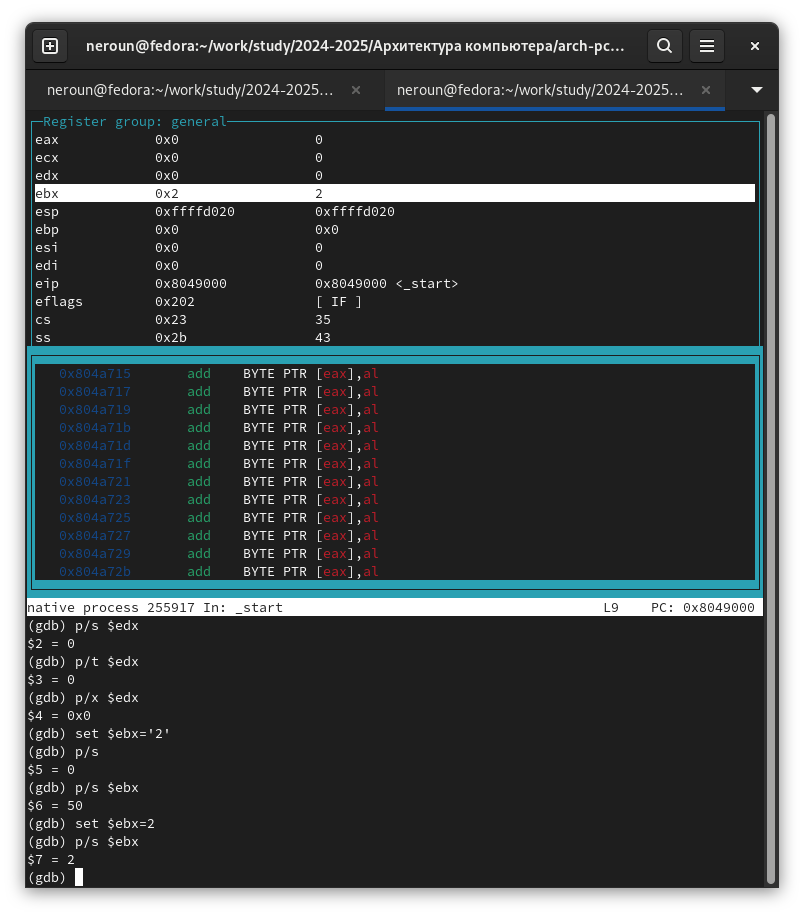 neroun@fedora:~/work/study/2024-2025/Архитектура компьютера/arch-pc…
neroun@fedora:~/work/study/2024-2025… neroun@fedora:~/work/study/2024-2025…
Register group: general
eax 0x0 0
ecx 0x0 0
edx 0x0 0
ebx 0x2 2
esp 0xffffd020 0xffffd020
ebp 0x0 0x0
esi 0x0 0
edi 0x0 0
eip 0x8049000 0x8049000 <_start>
eflags 0x202 [ IF ]
cs 0x23 35
ss 0x2b 43
0x804a715 add BYTE PTR [eax],al
0x804a717 add BYTE PTR [eax],al
0x804a719 add BYTE PTR [eax],al
0x804a71b add BYTE PTR [eax],al
0x804a71d add BYTE PTR [eax],al
0x804a71f add BYTE PTR [eax],al
0x804a721 add BYTE PTR [eax],al
0x804a723 add BYTE PTR [eax],al
0x804a725 add BYTE PTR [eax],al
0x804a727 add BYTE PTR [eax],al
0x804a729 add BYTE PTR [eax],al
0x804a72b add BYTE PTR [eax],al
native process 255917 In: _start L9 PC: 0x8049000
(gdb) p/s $edx
$2 = 0
(gdb) p/t $edx
$3 = 0
(gdb) p/x $edx
$4 = 0x0
(gdb) set $ebx='2'
(gdb) p/s
$5 = 0
(gdb) p/s $ebx
$6 = 50
(gdb) set $ebx=2
(gdb) p/s $ebx
$7 = 2
(gdb)